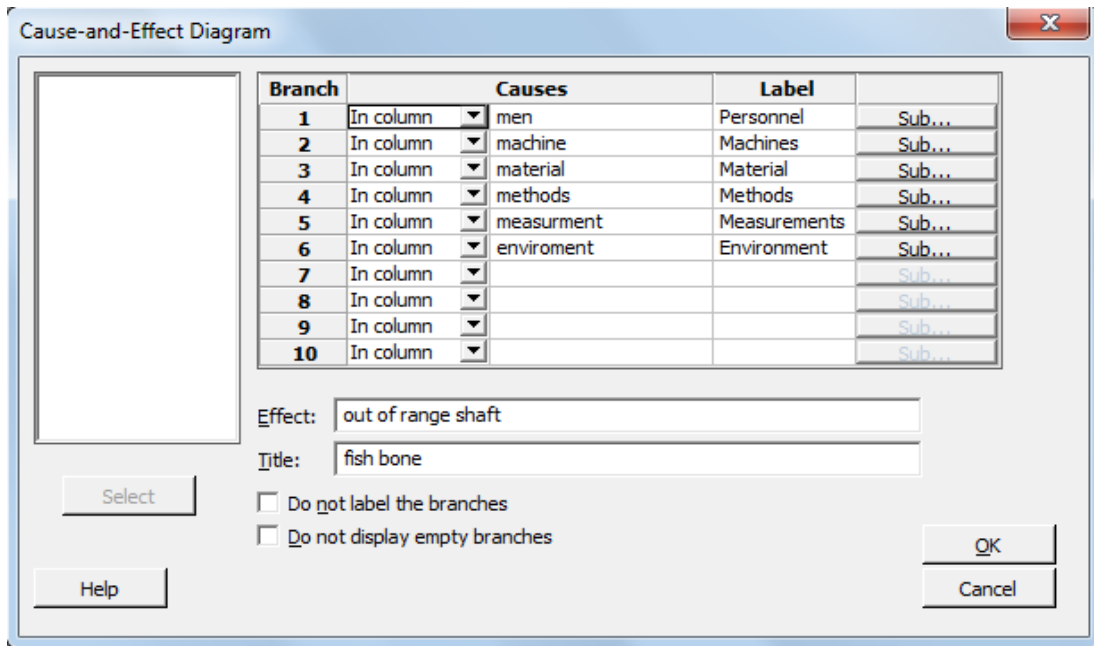 Cause-and-Effect Diagram
X
Branch Causes Label
1 In column men Personnel Sub...
2 In column machine Machines Sub...
3 In column material Material Sub...
4 In column methods Methods Sub...
5 In column measurment Measurements Sub...
6 In column enviroment Environment Sub...
7 In column Sub...
8 In column Sub...
9 In column Sub...
10 In column Sub...
Effect: out of range shaft
Title: fish bone
Select
Do not label the branches
Do not display empty branches
OK
Help
Cancel